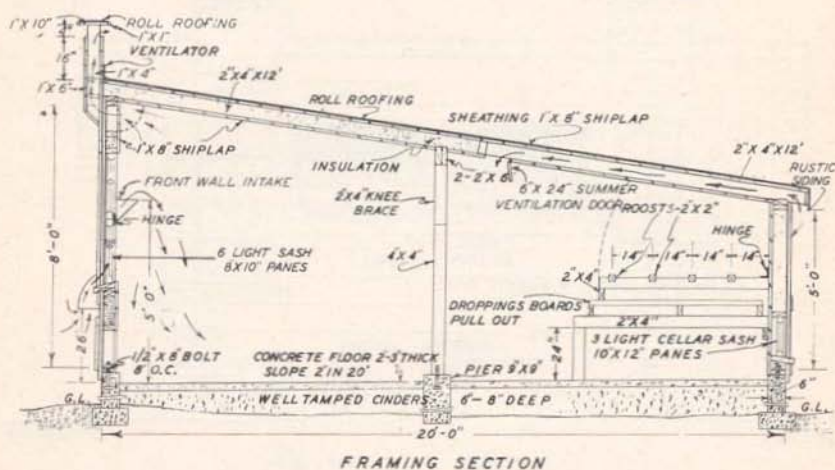 1"X 10"
ROLL ROOFING
1"X 1"
VENTILATOR
16"
1"X 4"
1"X 6"
2"X 4"X 12'
ROLL ROOFING
SHEATHING 1"X 8" SHIPLAP
1"X 8" SHIPLAP
INSULATION
2-2"X 6"
2"X 4"X 12'
RUSTIC
SIDING
FRONT WALL INTAKE
2"X4" KNEE
BRACE
6"X 24" SUMMER
VENTILATION DOOR
ROOSTS-2"X 2"
HINGE
HINGE
14" 14" 14" 14"
8'-0"
6 LIGHT SASH
8"X10" PANES
4"X 4"
5'-0"
2"X4"
5'-0"
DROPPINGS BOARDS
PULL OUT
2"X 4"
26"
24"
3 LIGHT CELLAR SASH
10"X 12" PANES
1/2"X 8" BOLT
8' O.C.
CONCRETE FLOOR 2"-3" THICK
SLOPE 2" IN 20'
PIER 9"X 9"
6"
G.L.
WELL TAMPED CINDERS 6"-8" DEEP
G.L.
20'-0"
FRAMING SECTION